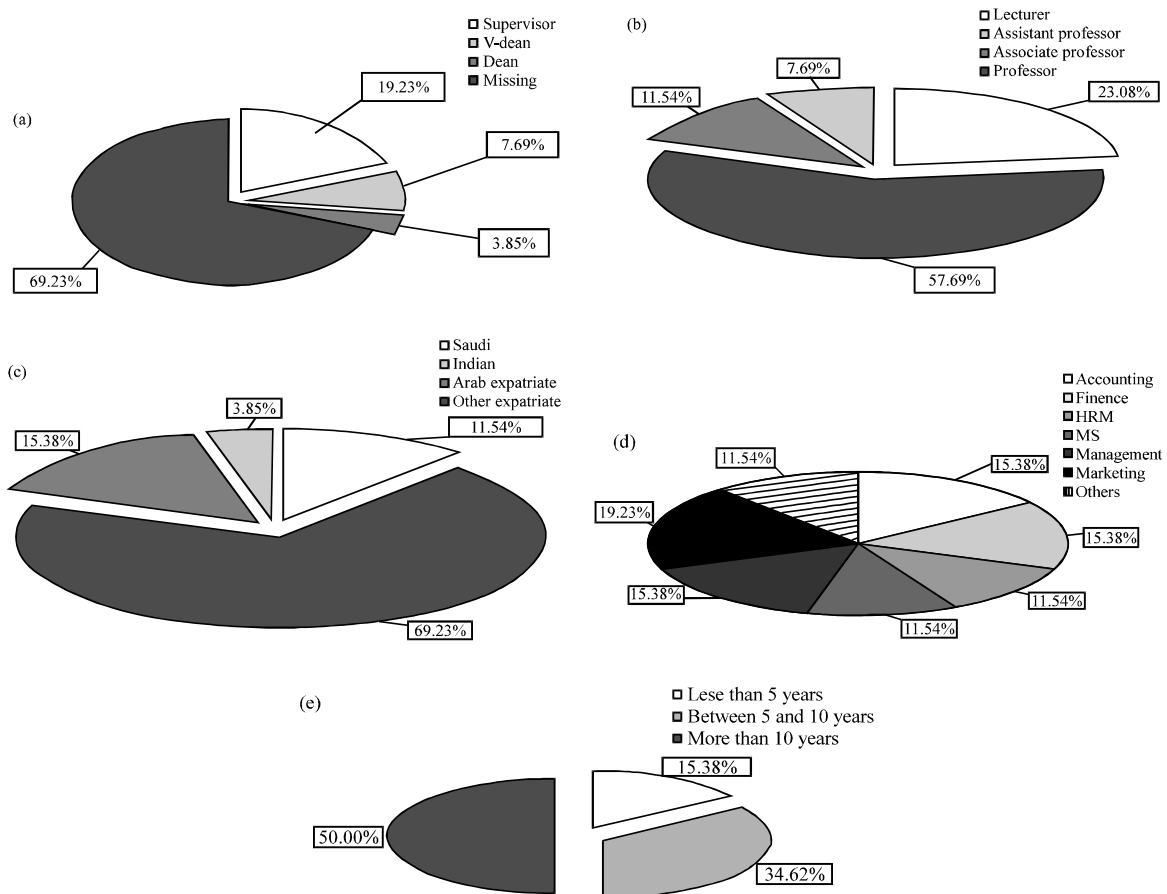 (a)
Supervisor
V-dean
Dean
Missing
19.23%
7.69%
3.85%
69.23%
(b)
Lecturer
Assistant professor
Associate professor
Professor
7.69%
11.54%
23.08%
57.69%
(c)
Saudi
Indian
Arab expatriate
Other expatriate
3.85%
11.54%
15.38%
69.23%
(d)
Accounting
Finance
HRM
MS
Management
Marketing
Others
11.54%
15.38%
19.23%
15.38%
15.38%
11.54%
11.54%
(e)
Lese than 5 years
Between 5 and 10 years
More than 10 years
15.38%
50.00%
34.62%